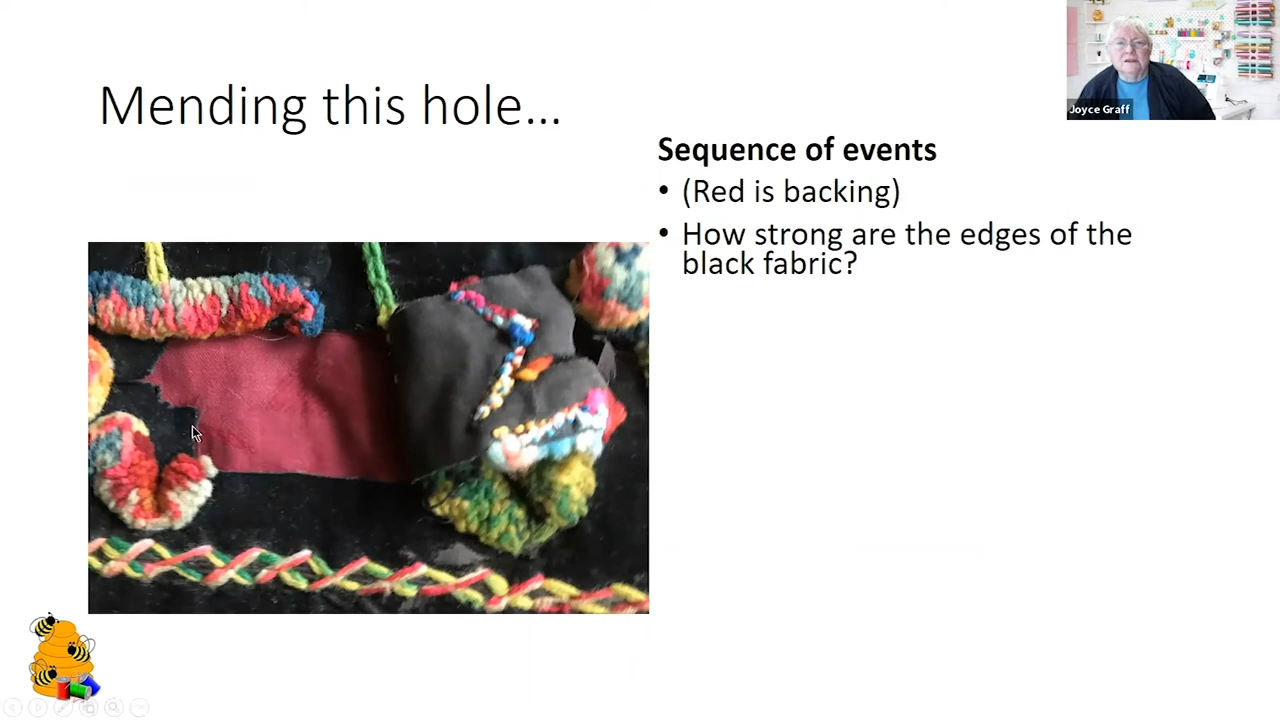 Mending this hole...
Joyce Graff
Sequence of events
• (Red is backing)
• How strong are the edges of the
black fabric?